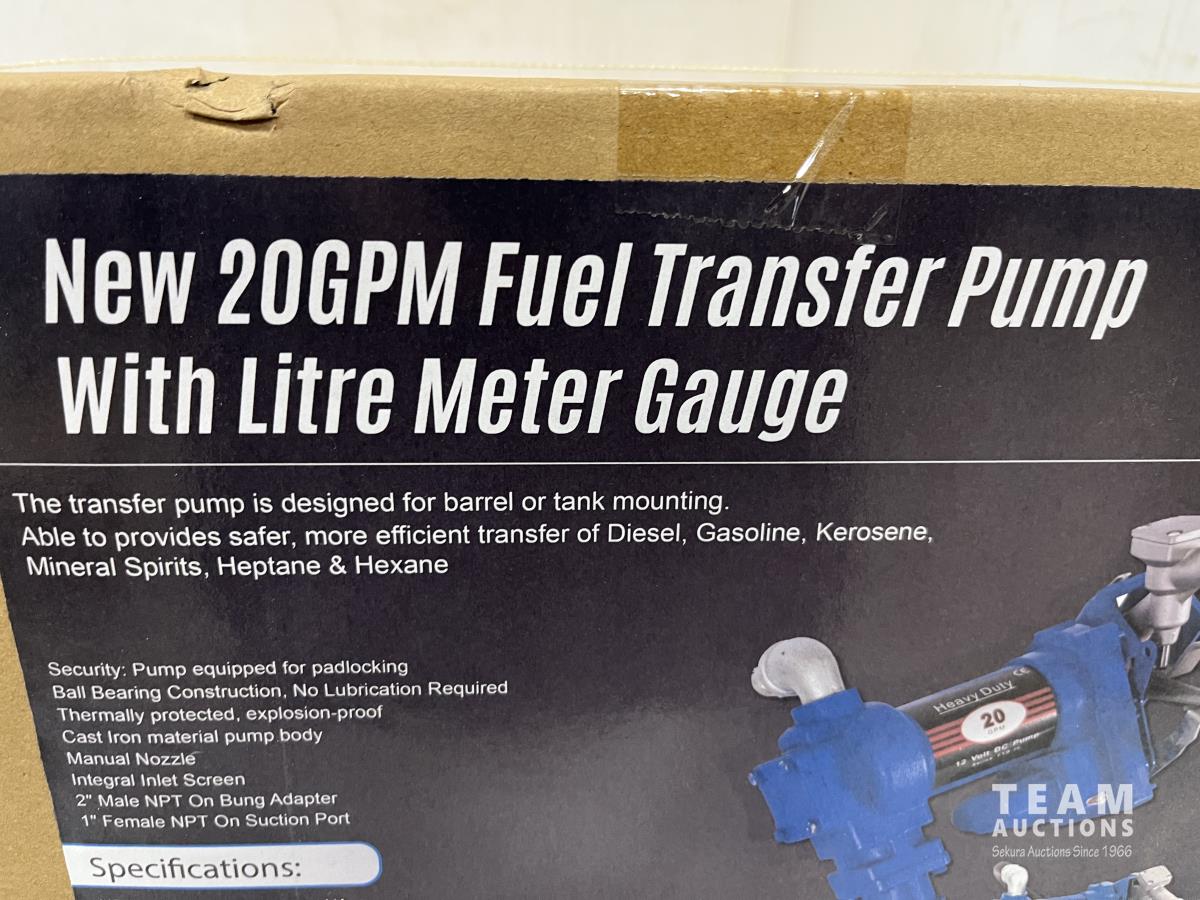 New 20GPM Fuel Transfer Pump
With Litre Meter Gauge
The transfer pump is designed for barrel or tank mounting.
Able to provides safer, more efficient transfer of Diesel, Gasoline, Kerosene,
Mineral Spirits, Heptane & Hexane
Security: Pump equipped for padlocking
Ball Bearing Construction, No Lubrication Required
Thermally protected, explosion-proof
Cast Iron material pump body
Manual Nozzle
Integral Inlet Screen
2" Male NPT On Bung Adapter
1" Female NPT On Suction Port
Specifications:
Heavy Duty CE
20
GPM
12 Volt DC Pump
TEAM
AUCTIONS
Sekura Auctions Since 1966